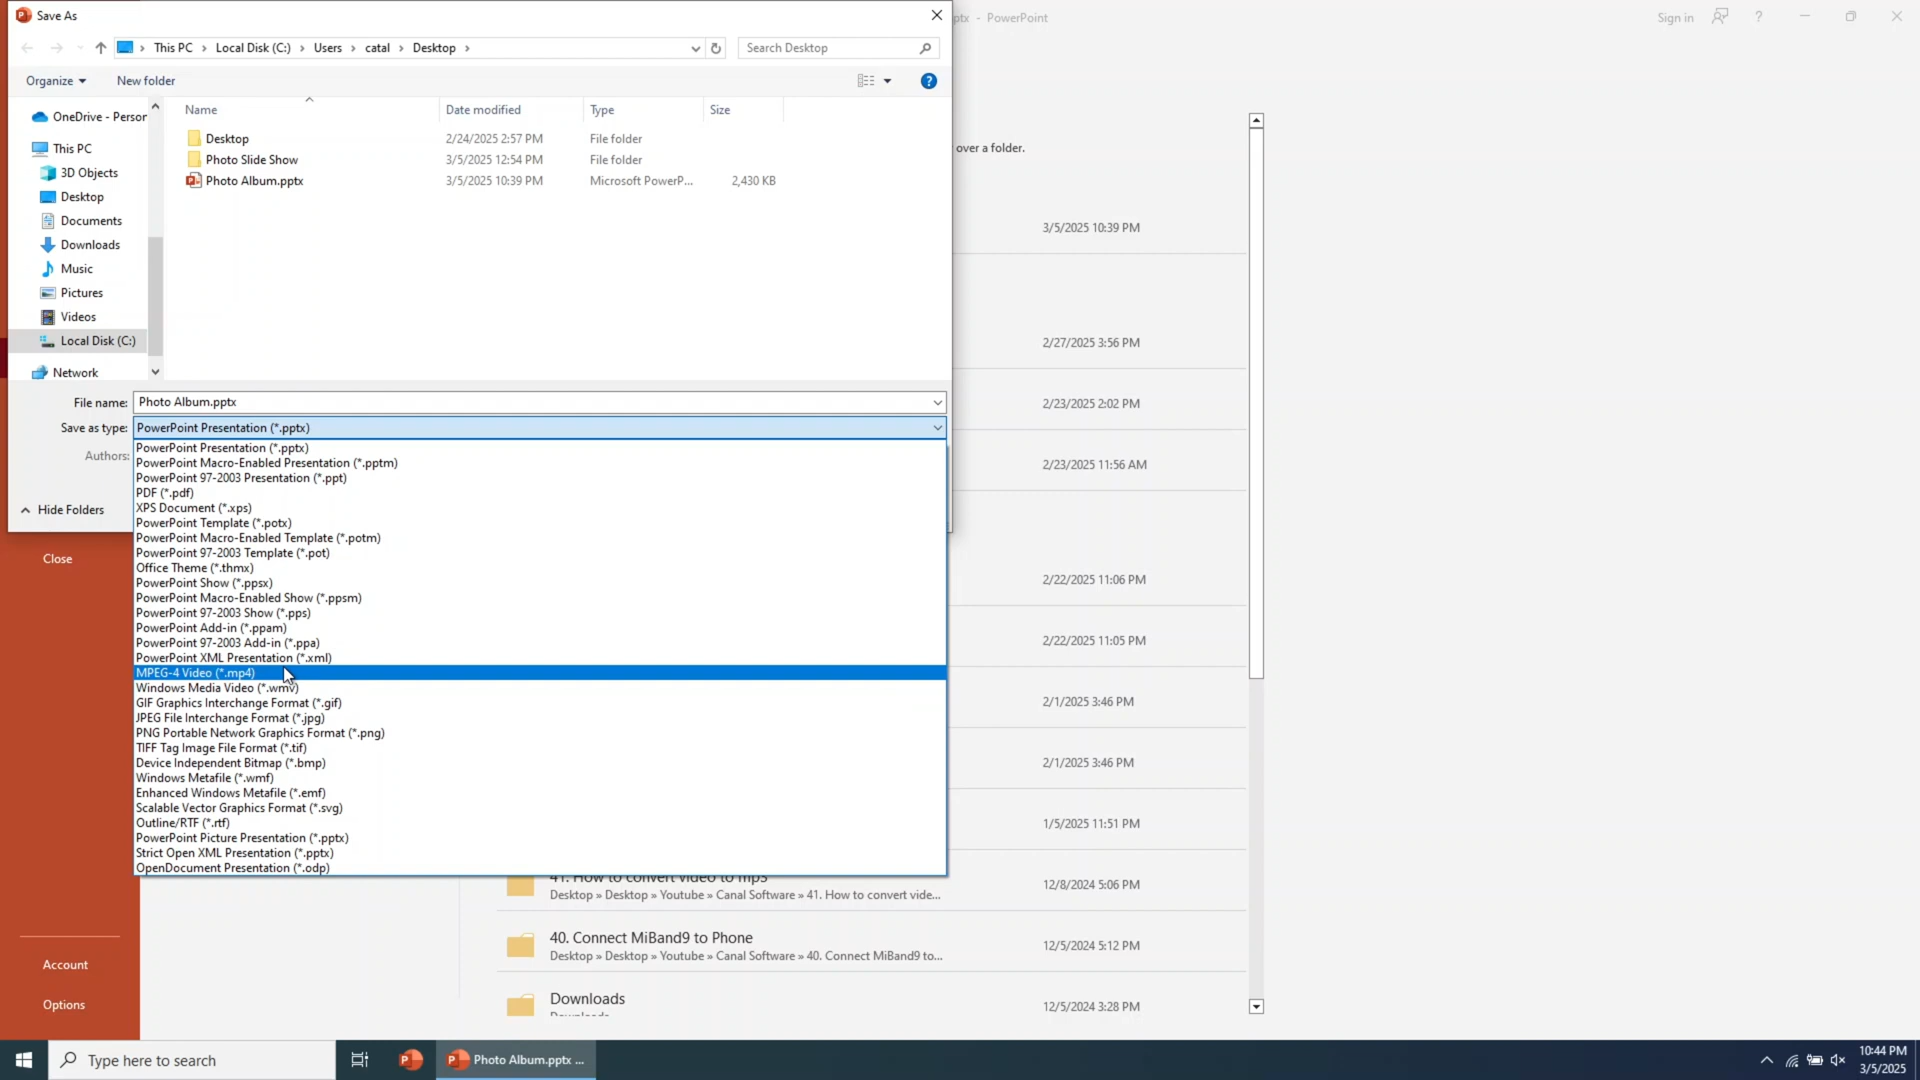 Save As
ptx - PowerPoint
Sign in
?
This PC
Local Disk (C:)
Users
catal
Desktop
Search Desktop
Organize
New folder
?
Name
Date modified
Type
Size
OneDrive - Person
This PC
3D Objects
Desktop
Documents
Downloads
Music
Pictures
Videos
Local Disk (C:)
Network
Desktop 2/24/2025 2:57 PM File folder
Photo Slide Show 3/5/2025 12:54 PM File folder
Photo Album.pptx 3/5/2025 10:39 PM Microsoft PowerP... 2,430 KB
over a folder.
3/5/2025 10:39 PM
2/27/2025 3:56 PM
2/23/2025 2:02 PM
2/23/2025 11:56 AM
2/22/2025 11:06 PM
2/22/2025 11:05 PM
2/1/2025 3:46 PM
2/1/2025 3:46 PM
1/5/2025 11:51 PM
File name: Photo Album.pptx
Save as type: PowerPoint Presentation (*.pptx)
Authors:
Hide Folders
PowerPoint Presentation (*.pptx)
PowerPoint Macro-Enabled Presentation (*.pptm)
PowerPoint 97-2003 Presentation (*.ppt)
PDF (*.pdf)
XPS Document (*.xps)
PowerPoint Template (*.potx)
PowerPoint Macro-Enabled Template (*.potm)
PowerPoint 97-2003 Template (*.pot)
Office Theme (*.thmx)
PowerPoint Show (*.ppsx)
PowerPoint Macro-Enabled Show (*.ppsm)
PowerPoint 97-2003 Show (*.pps)
PowerPoint Add-in (*.ppam)
PowerPoint 97-2003 Add-in (*.ppa)
PowerPoint XML Presentation (*.xml)
MPEG-4 Video (*.mp4)
Windows Media Video (*.wmv)
GIF Graphics Interchange Format (*.gif)
JPEG File Interchange Format (*.jpg)
PNG Portable Network Graphics Format (*.png)
TIFF Tag Image File Format (*.tif)
Device Independent Bitmap (*.bmp)
Windows Metafile (*.wmf)
Enhanced Windows Metafile (*.emf)
Scalable Vector Graphics Format (*.svg)
Outline/RTF (*.rtf)
PowerPoint Picture Presentation (*.pptx)
Strict Open XML Presentation (*.pptx)
OpenDocument Presentation (*.odp)
Close
Account
Options
41. How to convert video to mp3
Desktop » Desktop » Youtube » Canal Software » 41. How to convert vide...
12/8/2024 5:06 PM
40. Connect MiBand9 to Phone
Desktop » Desktop » Youtube » Canal Software » 40. Connect MiBand9 to...
12/5/2024 5:12 PM
Downloads
12/5/2024 3:28 PM
Type here to search
Photo Album.pptx ...
10:44 PM
3/5/2025